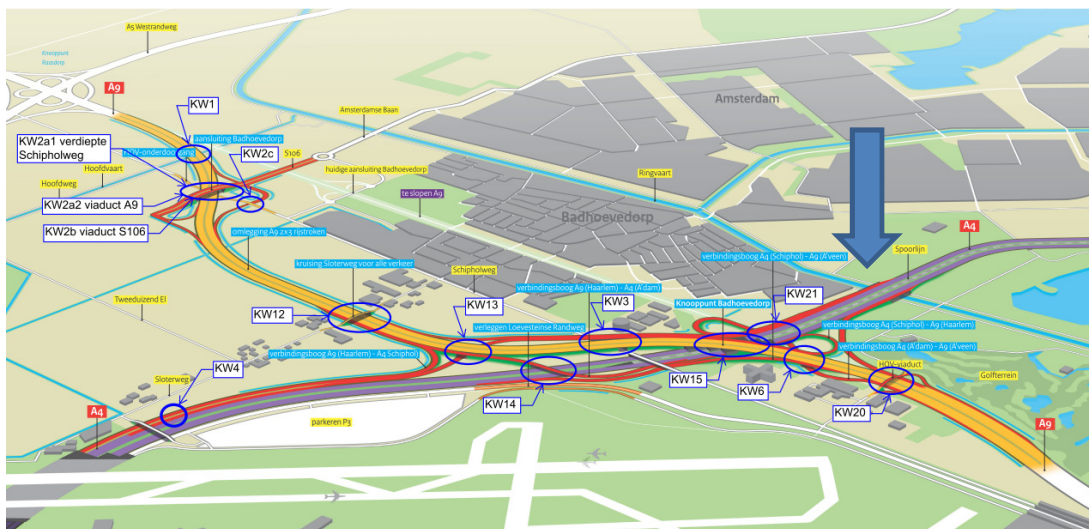 A5 Westrandweg
Knooppunt
Raasdorp
A9
KW1
Amsterdamse Baan
Amsterdam
KW2a1 verdiepte
Schipholweg
aansluiting Badhoevedorp
HOV-onderdoorgang
KW2c
S106
Hoofdvaart
Hoofdweg
huidige aansluiting Badhoevedorp
Ringvaart
te slopen A9
KW2a2 viaduct A9
KW2b viaduct S106
Badhoevedorp
A4
omlegging A9 2x3 rijstroken
Spoorlijn
verbindingsboog A4 (Schiphol) - A9 (A'veen)
kruising Sloterweg voor alle verkeer
Schipholweg
KW21
verbindingsboog A9 (Haarlem) - A4 (A'dam)
KW13
KW3
Knooppunt Badhoevedorp
Tweeduizend El
KW12
verleggen Loevesteinse Randweg
verbindingsboog A4 (Schiphol) - A9 (Haarlem)
verbindingsboog A4 (A'dam) - A9 (A'veen)
verbindingsboog A9 (Haarlem) - A4 Schiphol)
HOV-viaduct
KW4
Sloterweg
KW15
KW6
Golfterrein
KW14
KW20
A4
parkeren P3
A9